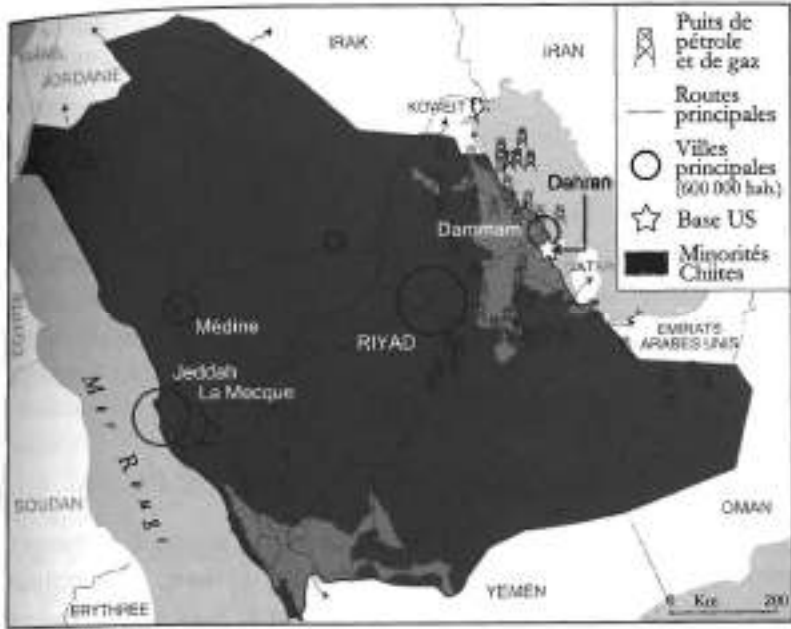 IRAK
IRAN
JORDANIE
KOWEIT
Puits de
pétrole
et de gaz
Routes
principales
Villes
principales
(600 000 hab.)
Base US
Minorités
Chiites
Dahran
Dammam
Médine
RIYAD
EMIRATS
ARABES UNIS
EGYPTE
Jeddah
La Mecque
Mer Rouge
SOUDAN
OMAN
YEMEN
ERYTHREE
0 Km 200